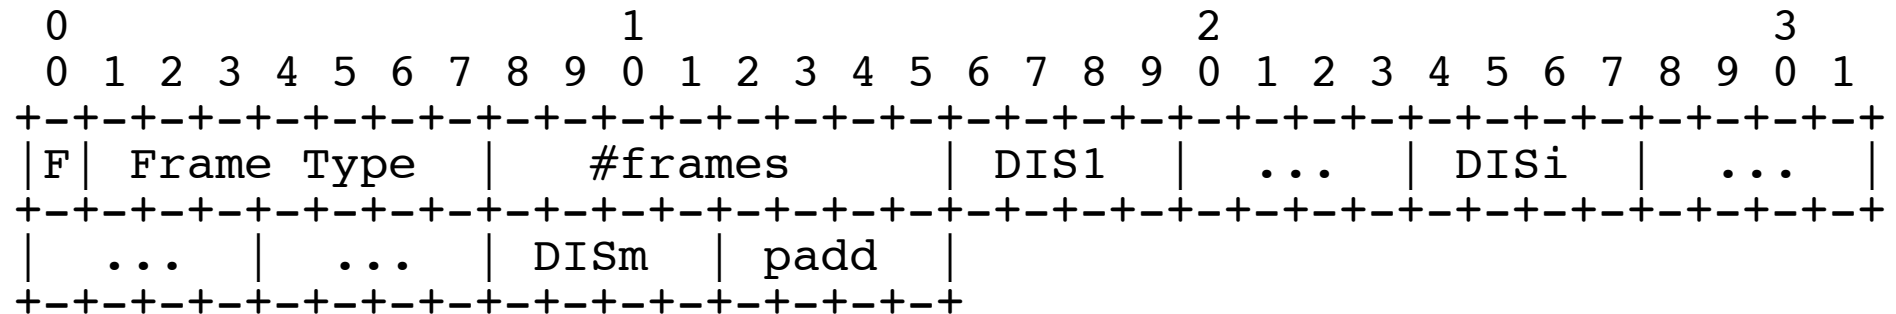 0                   1                   2                   3
 0 1 2 3 4 5 6 7 8 9 0 1 2 3 4 5 6 7 8 9 0 1 2 3 4 5 6 7 8 9 0 1
+-+-+-+-+-+-+-+-+-+-+-+-+-+-+-+-+-+-+-+-+-+-+-+-+-+-+-+-+-+-+-+-+
|F| Frame Type  |   #frames     | DIS1  |  ...  | DISi  |  ...  |
+-+-+-+-+-+-+-+-+-+-+-+-+-+-+-+-+-+-+-+-+-+-+-+-+-+-+-+-+-+-+-+-+
|  ...  |  ...  | DISm  | padd  |
+-+-+-+-+-+-+-+-+-+-+-+-+-+-+-+-+